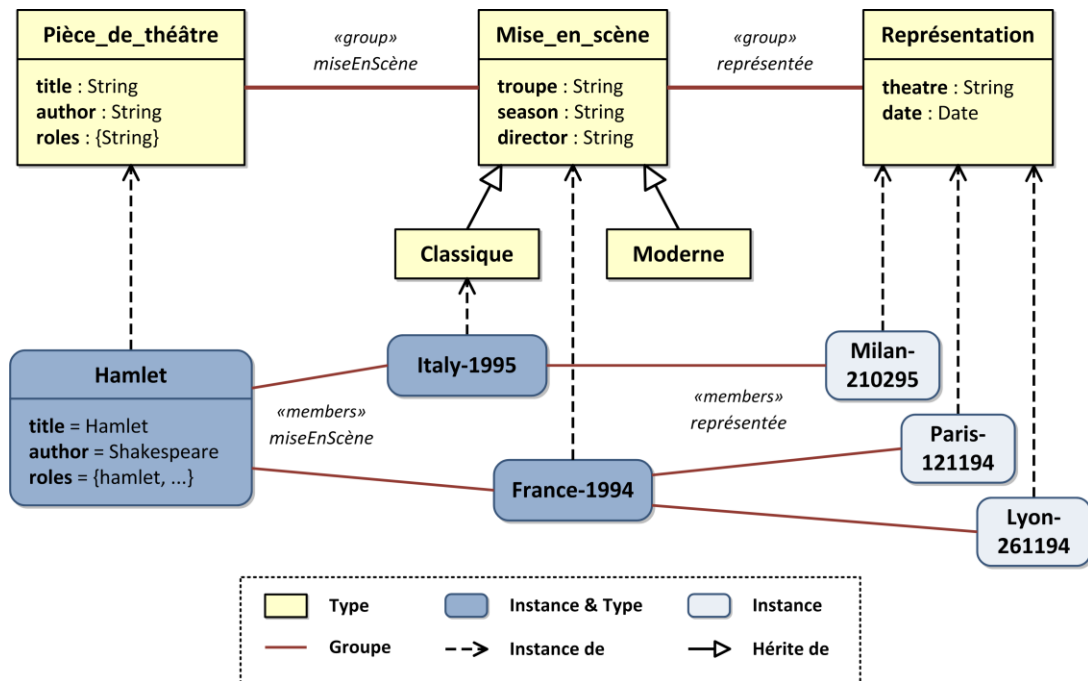 Pièce_de_théâtre
title : String
author : String
roles : {String}
«group»
miseEnScène
Mise_en_scène
troupe : String
season : String
director : String
«group»
représentée
Représentation
theatre : String
date : Date
Classique
Moderne
Hamlet
title = Hamlet
author = Shakespeare
roles = {hamlet, ...}
Italy-1995
«members»
miseEnScène
France-1994
«members»
représentée
Milan-
210295
Paris-
121194
Lyon-
261194
Type
Instance & Type
Instance
Groupe
Instance de
Hérite de